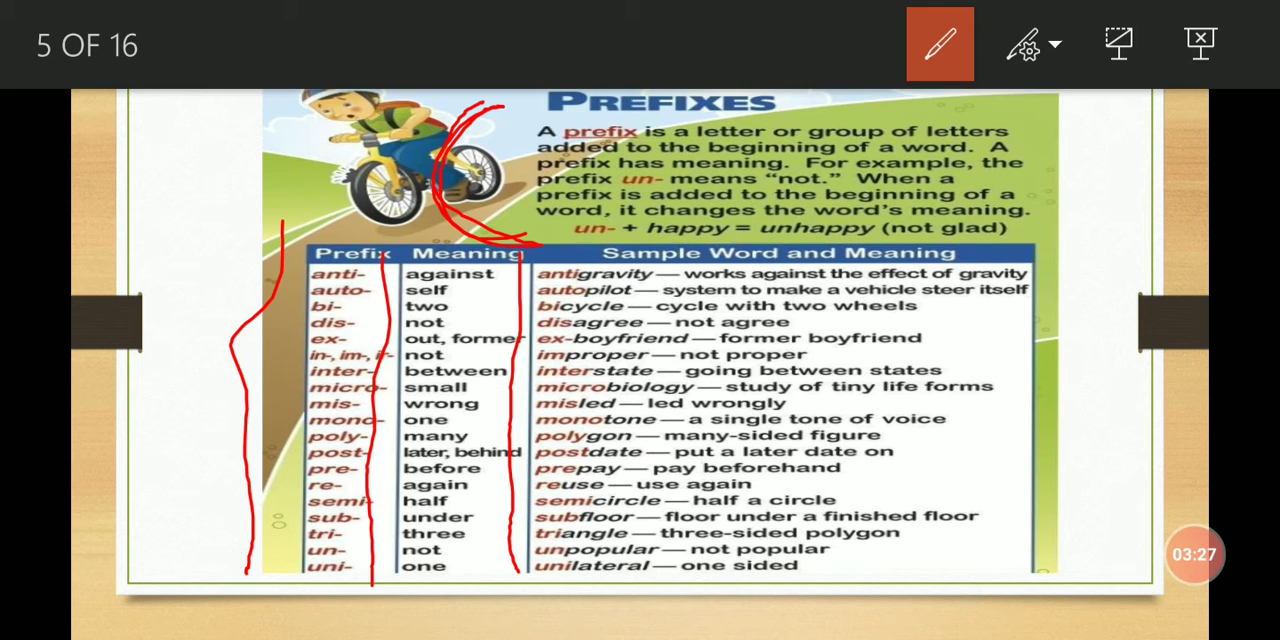 5 OF 16
PREFIXES
A prefix is a letter or group of letters
added to the beginning of a word. A
prefix has meaning. For example, the
prefix un- means “not.” When a
prefix is added to the beginning of a
word, it changes the word’s meaning.
un- + happy = unhappy (not glad)
Prefix Meaning Sample Word and Meaning
anti- against antigravity — works against the effect of gravity
auto- self autopilot — system to make a vehicle steer itself
bi- two bicycle — cycle with two wheels
dis- not disagree — not agree
ex- out, former ex-boyfriend — former boyfriend
in-, im-, ir- not improper — not proper
inter- between interstate — going between states
micro- small microbiology — study of tiny life forms
mis- wrong misled — led wrongly
mono- one monotone — a single tone of voice
poly- many polygon — many-sided figure
post- later, behind postdate — put a later date on
pre- before prepay — pay beforehand
re- again reuse — use again
semi- half semicircle — half a circle
sub- under subfloor — floor under a finished floor
tri- three triangle — three-sided polygon
un- not unpopular — not popular
uni- one unilateral — one sided
03:27